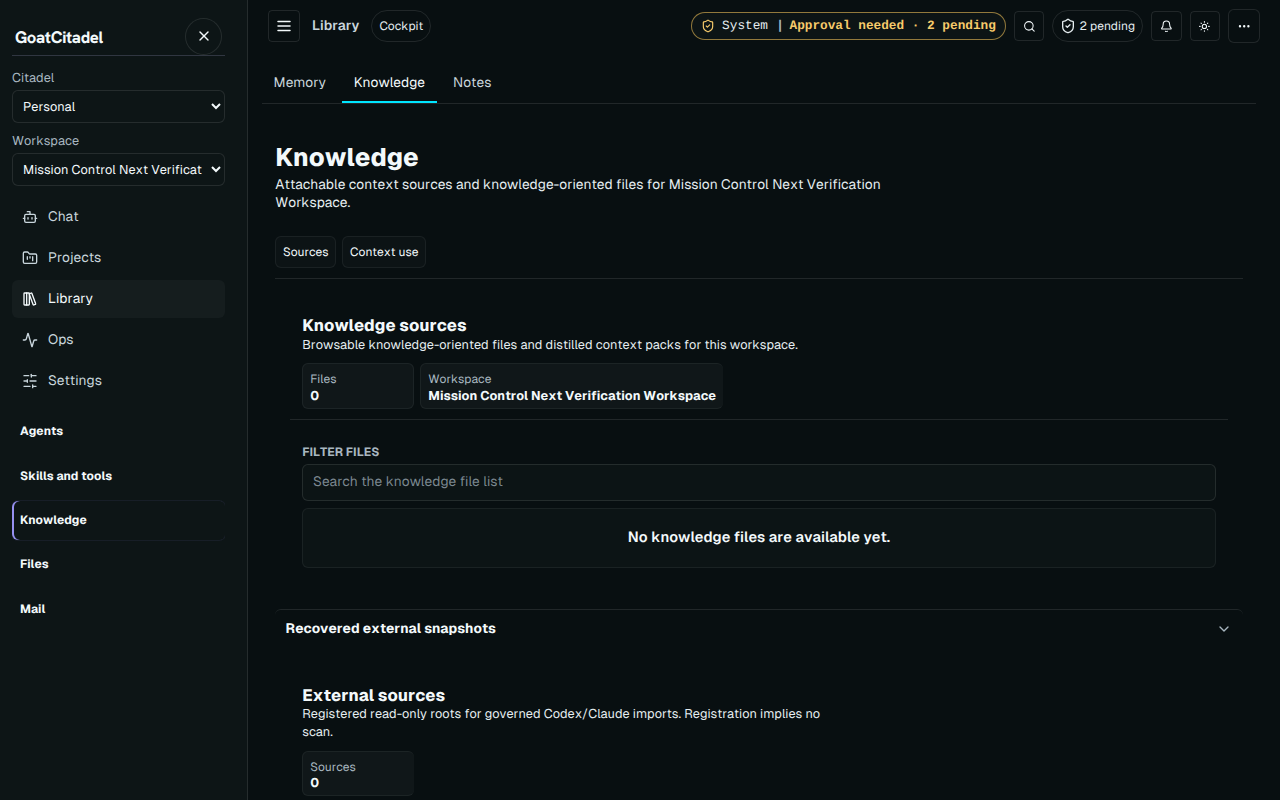 GoatCitadel
Citadel
Personal
Workspace
Mission Control Next Verificat
Chat
Projects
Library
Ops
Settings
Agents
Skills and tools
Knowledge
Files
Mail
Library
Cockpit
System | Approval needed · 2 pending
2 pending
Memory
Knowledge
Notes
Knowledge
Attachable context sources and knowledge-oriented files for Mission Control Next Verification
Workspace.
Sources
Context use
Knowledge sources
Browsable knowledge-oriented files and distilled context packs for this workspace.
Files
0
Workspace
Mission Control Next Verification Workspace
FILTER FILES
Search the knowledge file list
No knowledge files are available yet.
Recovered external snapshots
External sources
Registered read-only roots for governed Codex/Claude imports. Registration implies no
scan.
Sources
0